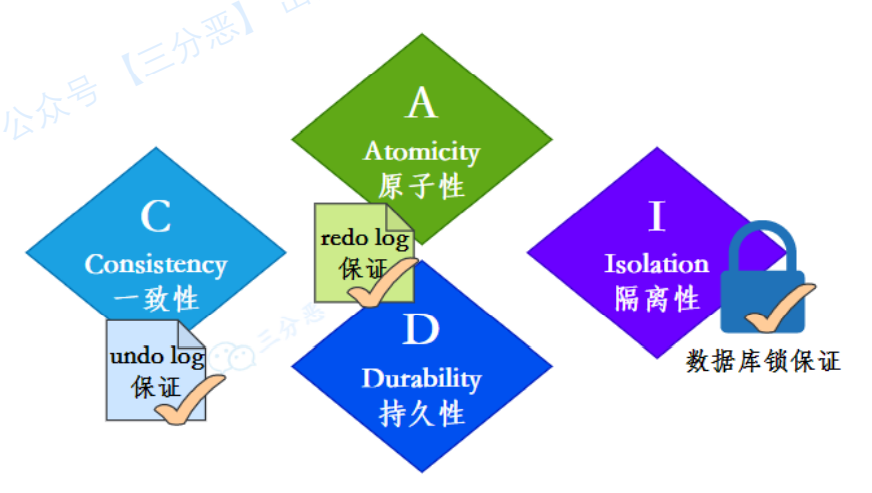 公众号【三分恶】
A
Atomicity
原子性
C
Consistency
一致性
I
Isolation
隔离性
redo log
保证
D
Durability
持久性
undo log
保证
三分恶
数据库锁保证